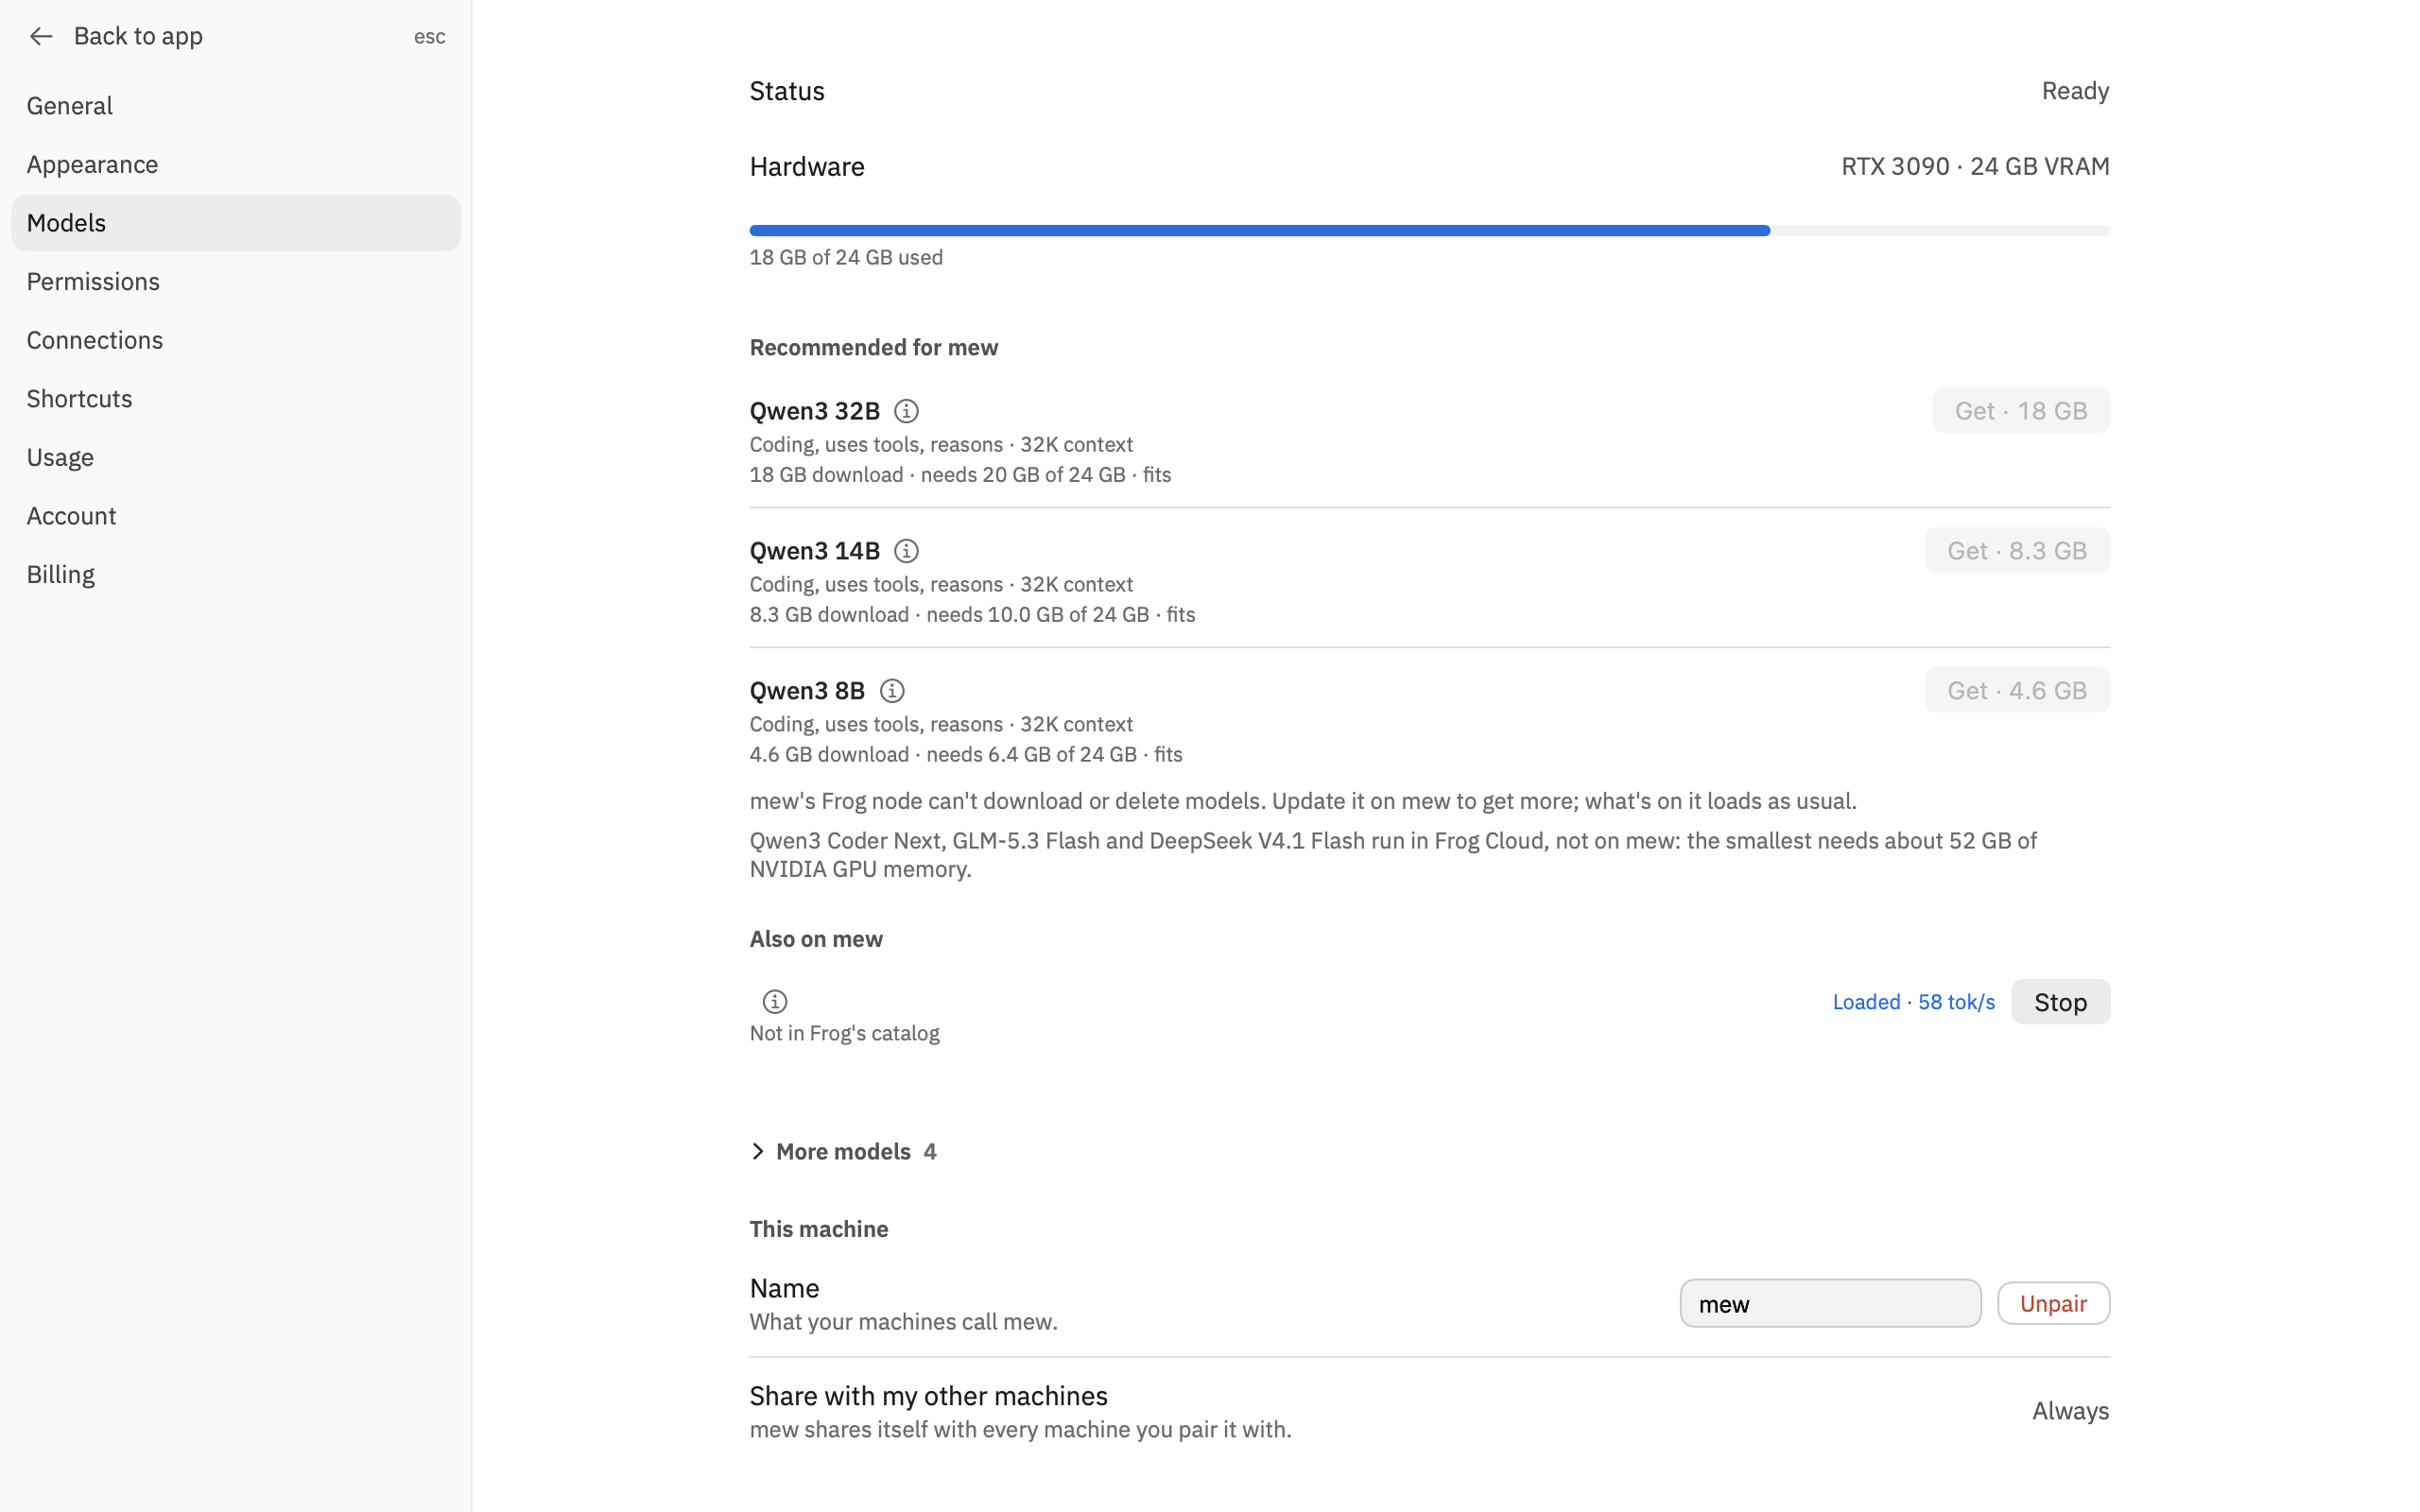 Back to app
esc
General
Appearance
Models
Permissions
Connections
Shortcuts
Usage
Account
Billing
Status
Ready
Hardware
RTX 3090 · 24 GB VRAM
18 GB of 24 GB used
Recommended for mew
Qwen3 32B
Get · 18 GB
Coding, uses tools, reasons · 32K context
18 GB download · needs 20 GB of 24 GB · fits
Qwen3 14B
Get · 8.3 GB
Coding, uses tools, reasons · 32K context
8.3 GB download · needs 10.0 GB of 24 GB · fits
Qwen3 8B
Get · 4.6 GB
Coding, uses tools, reasons · 32K context
4.6 GB download · needs 6.4 GB of 24 GB · fits
mew's Frog node can't download or delete models. Update it on mew to get more; what's on it loads as usual.
Qwen3 Coder Next, GLM-5.3 Flash and DeepSeek V4.1 Flash run in Frog Cloud, not on mew: the smallest needs about 52 GB of
NVIDIA GPU memory.
Also on mew
Loaded · 58 tok/s
Stop
Not in Frog's catalog
More models 4
This machine
Name
What your machines call mew.
mew
Unpair
Share with my other machines
mew shares itself with every machine you pair it with.
Always